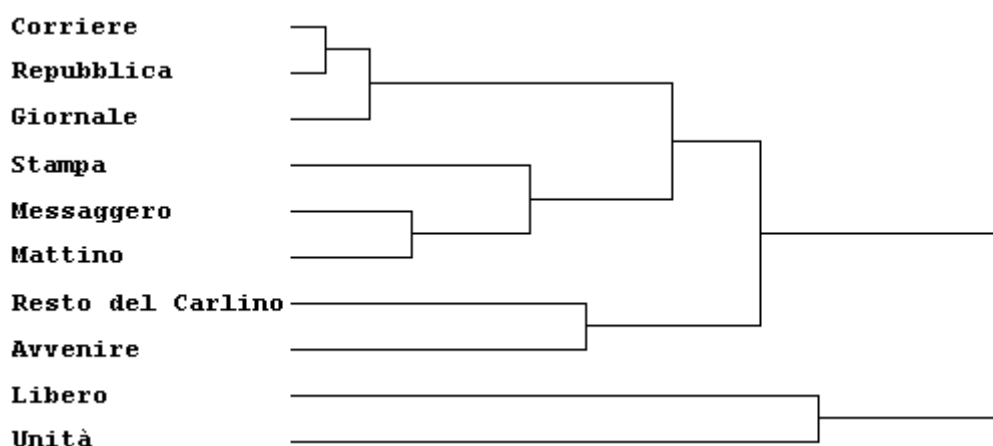 Corriere
Repubblica
Giornale
Stampa
Messaggero
Mattino
Resto del Carlino
Avvenire
Libero
Unità